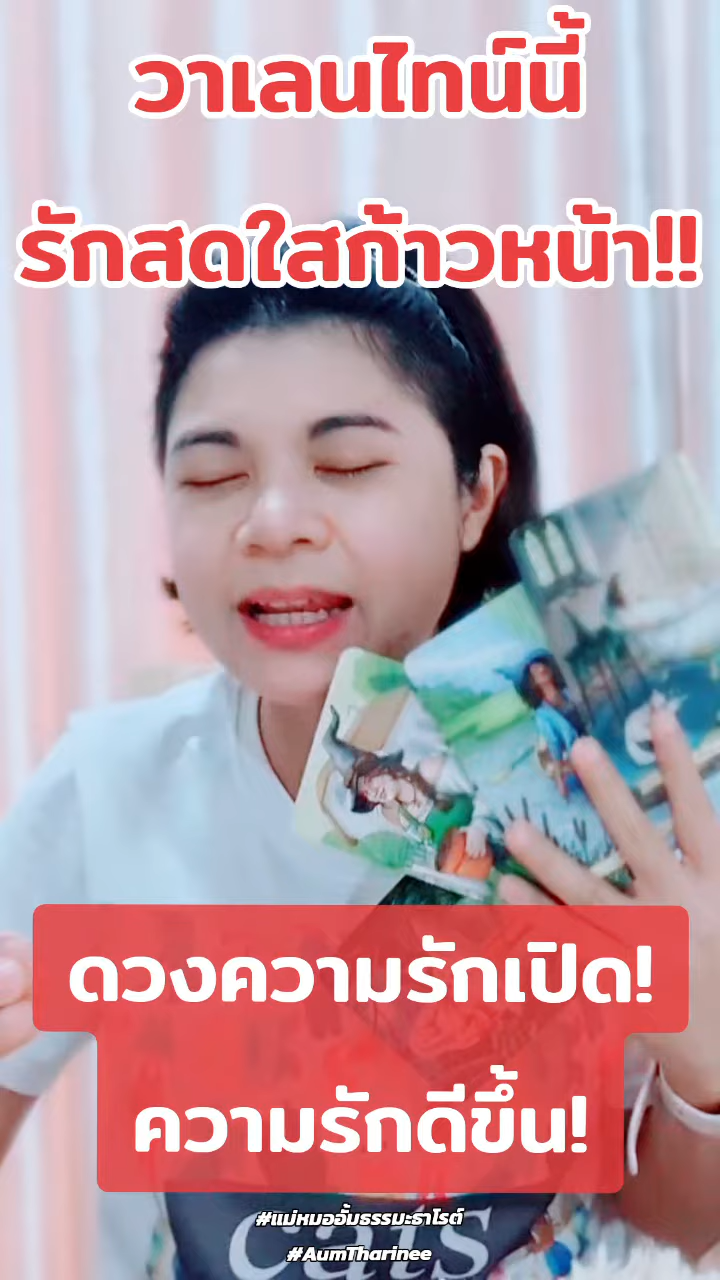 วาเลนไทน์นี้
รักสดใสก้าวหน้า!!
ดวงความรักเปิด!
ความรักดีขึ้น!
#แม่หมออั้มธรรมะธาโรต์
#AumTharinee
cats